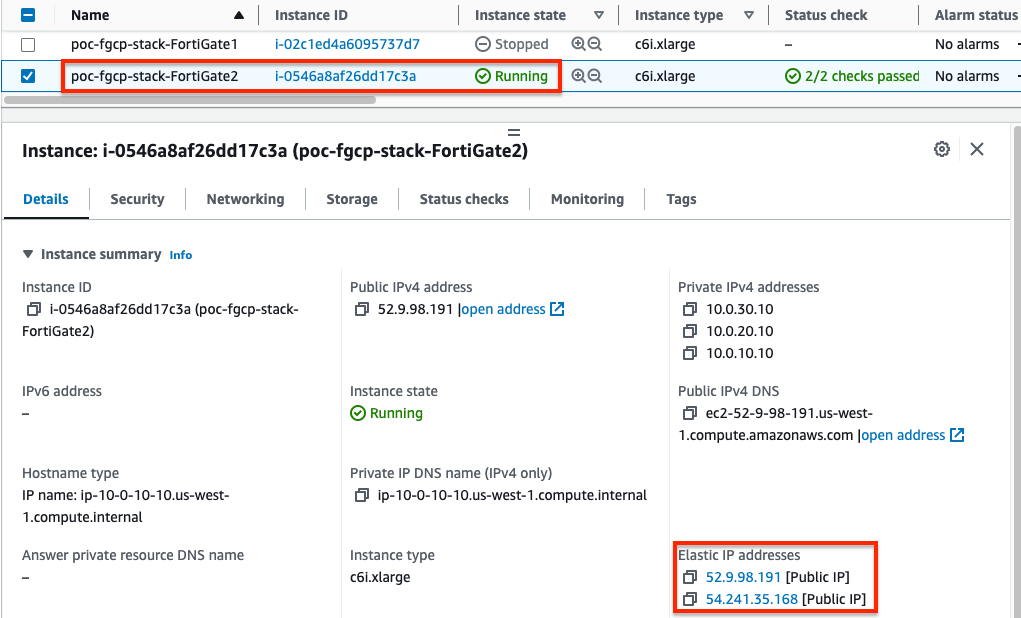 Name Instance ID Instance state Instance type Status check Alarm status
poc-fgcp-stack-FortiGate1 i-02c1ed4a6095737d7 Stopped c6i.xlarge – No alarms
poc-fgcp-stack-FortiGate2 i-0546a8af26dd17c3a Running c6i.xlarge 2/2 checks passed No alarms
Instance: i-0546a8af26dd17c3a (poc-fgcp-stack-FortiGate2)
Details Security Networking Storage Status checks Monitoring Tags
Instance summary Info
Instance ID
i-0546a8af26dd17c3a (poc-fgcp-stack-
FortiGate2)
Public IPv4 address
52.9.98.191 |open address
Private IPv4 addresses
10.0.30.10
10.0.20.10
10.0.10.10
IPv6 address
–
Instance state
Running
Public IPv4 DNS
ec2-52-9-98-191.us-west-
1.compute.amazonaws.com |open address
Hostname type
IP name: ip-10-0-10-10.us-west-
1.compute.internal
Private IP DNS name (IPv4 only)
ip-10-0-10-10.us-west-1.compute.internal
Answer private resource DNS name
–
Instance type
c6i.xlarge
Elastic IP addresses
52.9.98.191 [Public IP]
54.241.35.168 [Public IP]